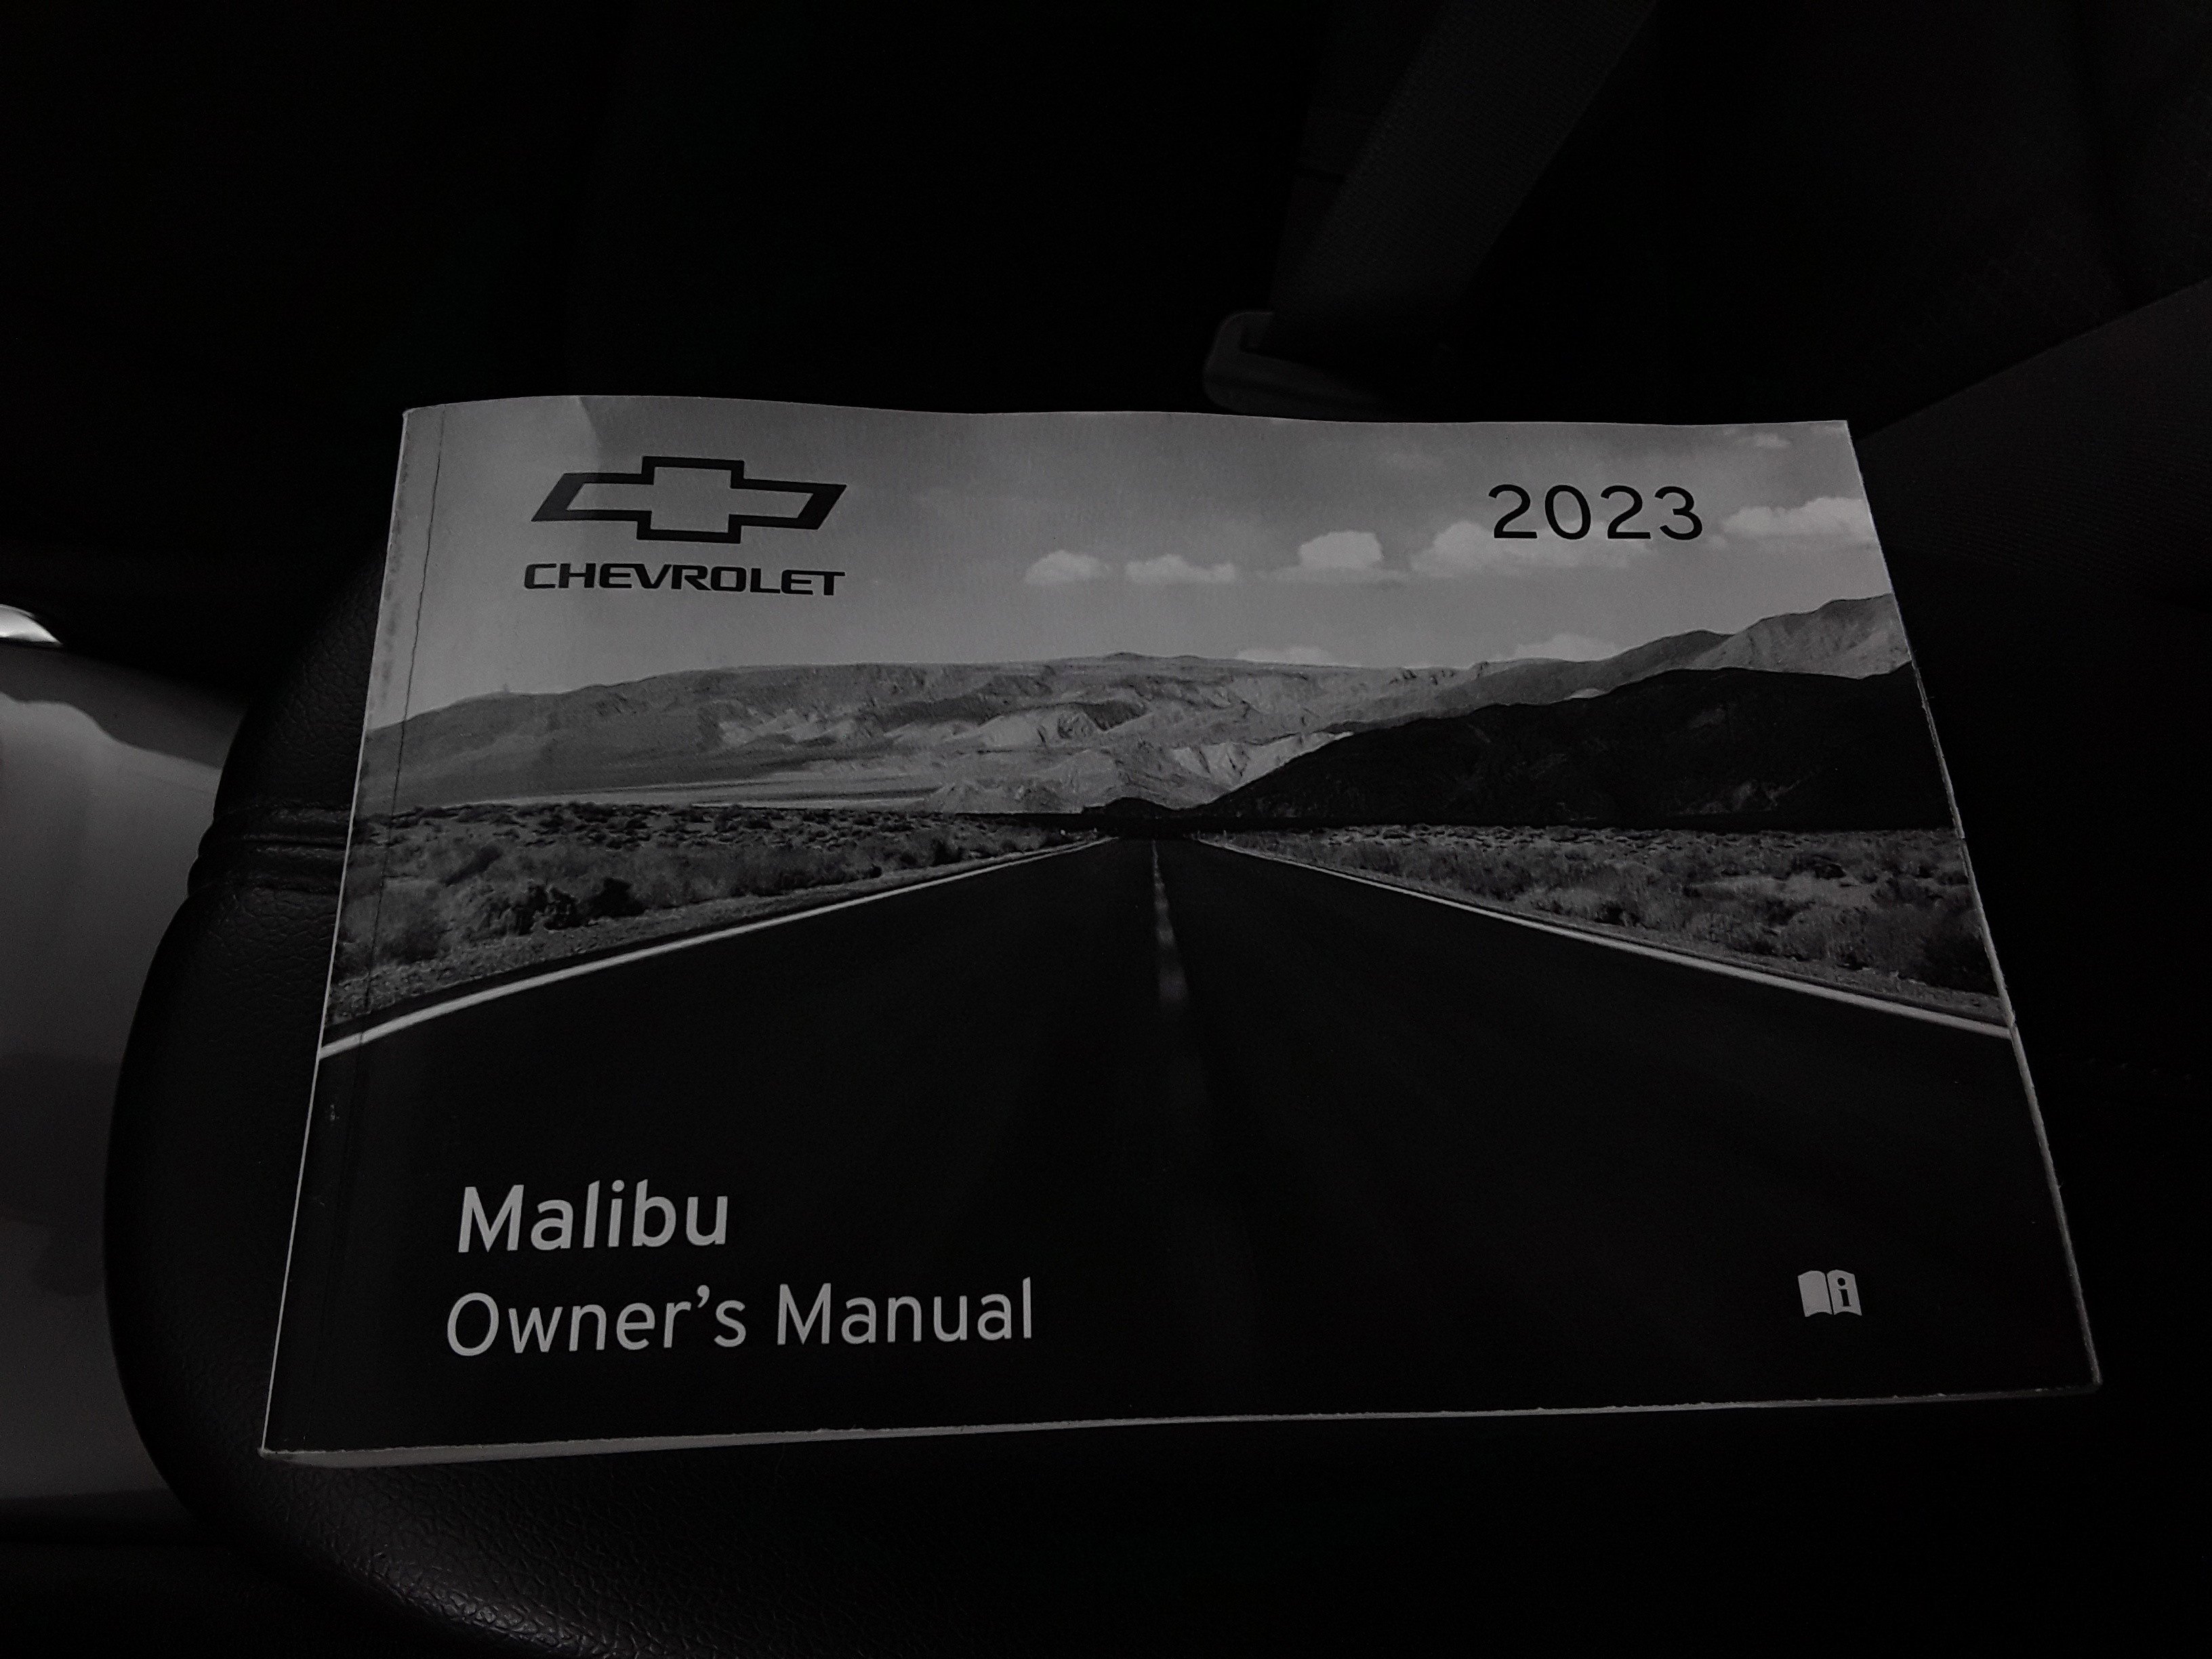 CHEVROLET
2023
Malibu
Owner's Manual